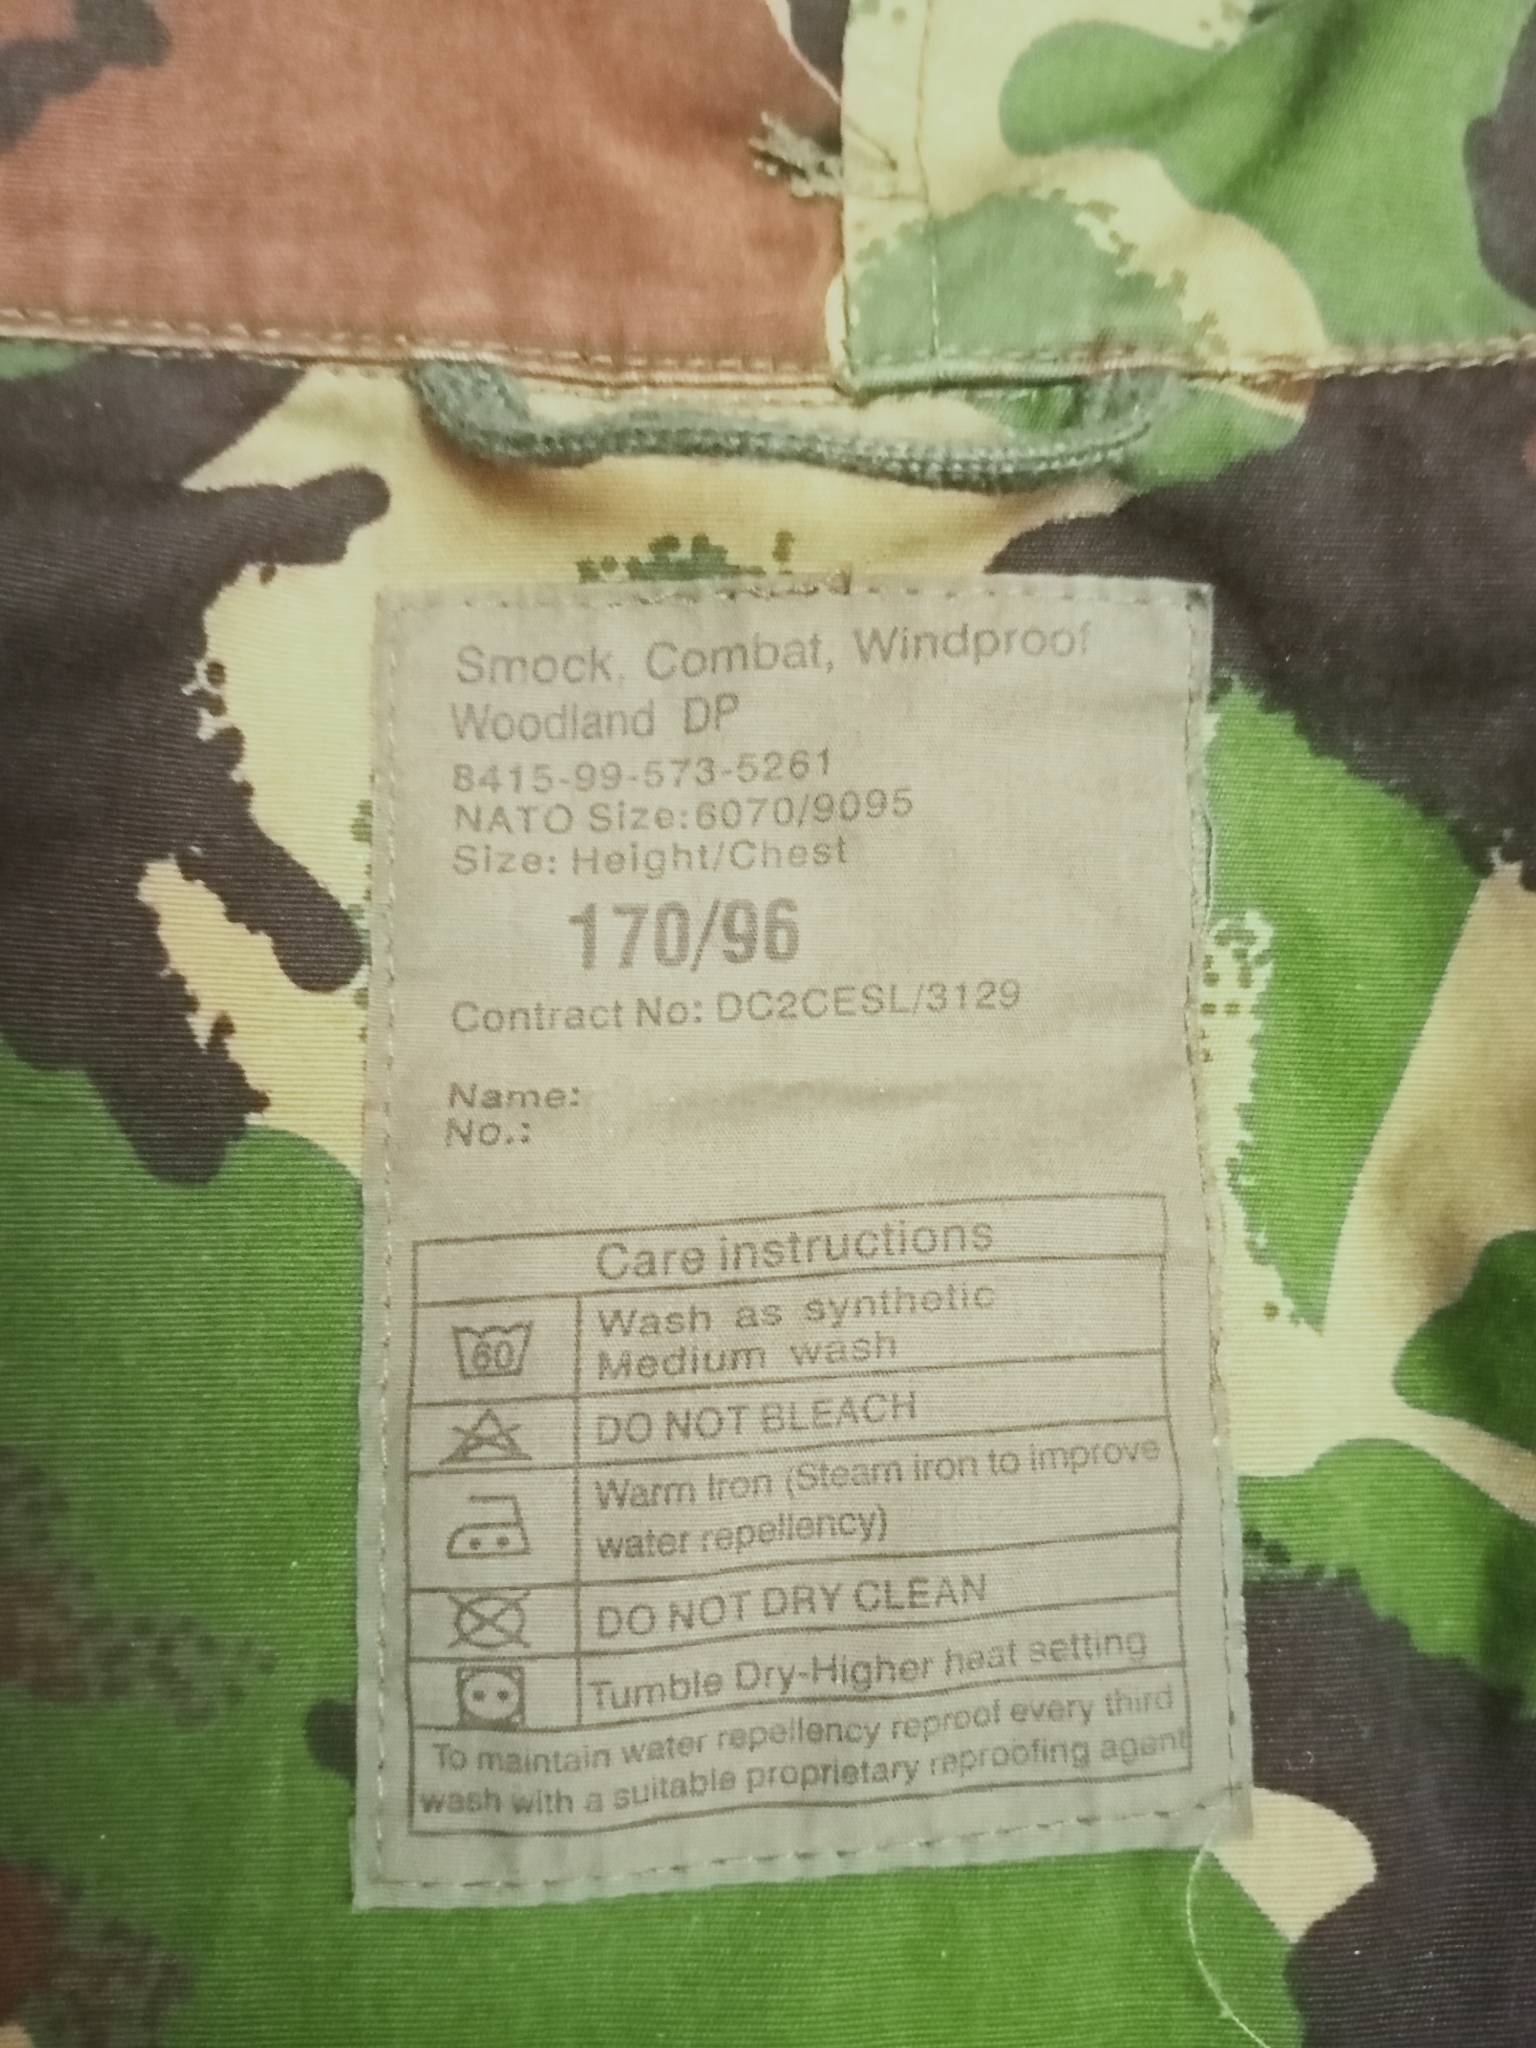 Smock, Combat, Windproof
Woodland DP
8415-99-573-5261
NATO Size:6070/9095
Size: Height/Chest
170/96
Contract No: DC2CESL/3129
Name:
No.:
Care instructions
60
Wash as synthetic
Medium wash
DO NOT BLEACH
Warm Iron (Steam iron to improve
water repellency)
DO NOT DRY CLEAN
Tumble Dry-Higher heat setting
To maintain water repellency reproof every third
wash with a suitable proprietary reproofing agent